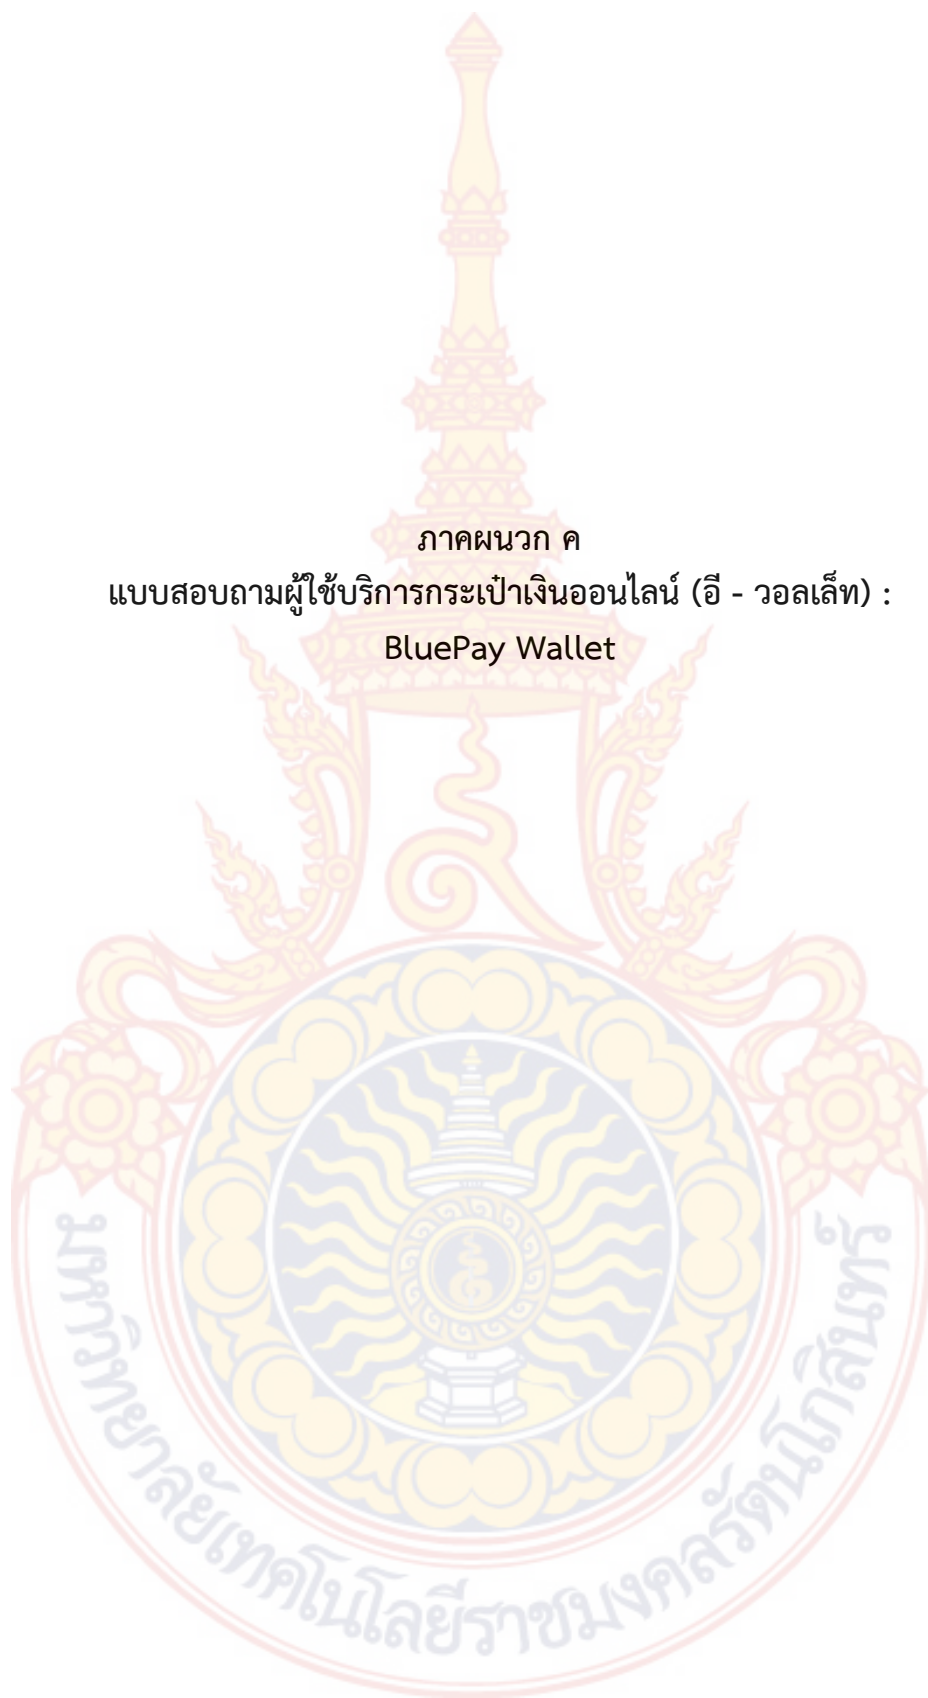 ภาคผนวก ค
แบบสอบถามผู้ใช้บริการกระเป๋าเงินออนไลน์ (อี - วอลเล็ท) :
BluePay Wallet
มหาวิทยาลัยเทคโนโลยีราชมงคลรัตนโกสินทร์